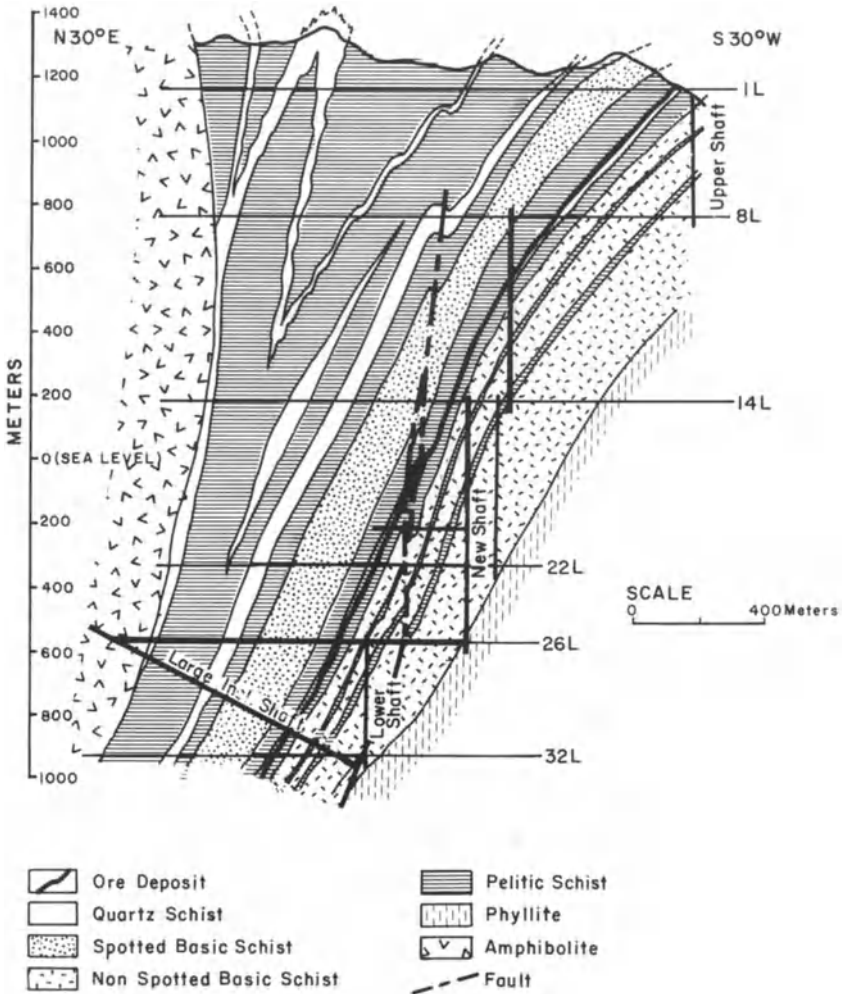 1400
N30°E
S30°W
1200
1L
1000
Upper Shaft
800
8L
600
400
METERS
200
14L
0 (SEA LEVEL)
200
New Shaft
22L
400
SCALE
0 400 Meters
26L
600
Large Incl. Shaft
Lower Shaft
800
32L
1000
Ore Deposit
Quartz Schist
Spotted Basic Schist
Non Spotted Basic Schist
Pelitic Schist
Phyllite
Amphibolite
Fault